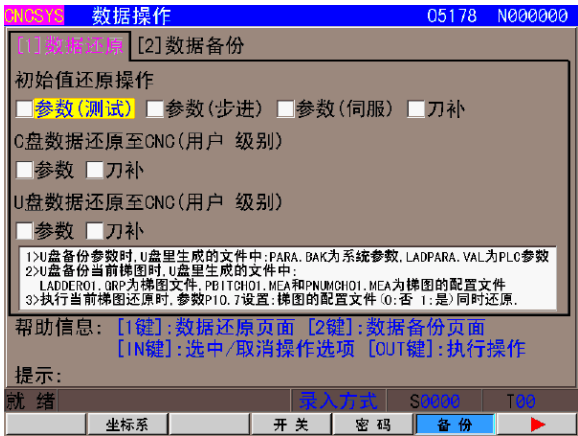 CNCSYS 数据操作 O5178 N000000
[1]数据还原 [2]数据备份
初始值还原操作
参数(测试) 参数(步进) 参数(伺服) 刀补
C盘数据还原至CNC(用户 级别)
参数 刀补
U盘数据还原至CNC(用户 级别)
参数 刀补
1>U盘备份参数时,U盘里生成的文件中:PARA.BAK为系统参数,LADPARA.VAL为PLC参数
2>U盘备份当前梯图时,U盘里生成的文件中:
LADDER01.GRP为梯图文件,PBITCH01.MEA和PNUMCH01.MEA为梯图的配置文件
3>执行当前梯图还原时,参数P10.7设置:梯图的配置文件(0:否 1:是)同时还原.
帮助信息: [1键]:数据还原页面 [2键]:数据备份页面
[IN键]:选中/取消操作选项 [OUT键]:执行操作
提示:
就 绪 录入方式 S0000 T00
坐标系 开 关 密 码 备 份